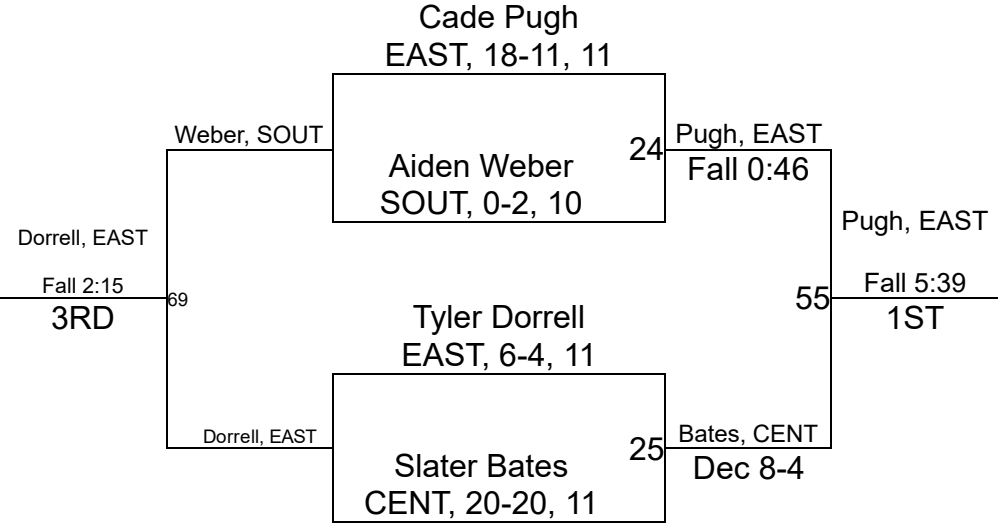 Cade Pugh
EAST, 18-11, 11
Weber, SOUT
Aiden Weber
SOUT, 0-2, 10
24
Pugh, EAST
Fall 0:46
Dorrell, EAST
Fall 2:15
3RD
69
Pugh, EAST
55
Fall 5:39
1ST
Tyler Dorrell
EAST, 6-4, 11
Dorrell, EAST
Slater Bates
CENT, 20-20, 11
25
Bates, CENT
Dec 8-4